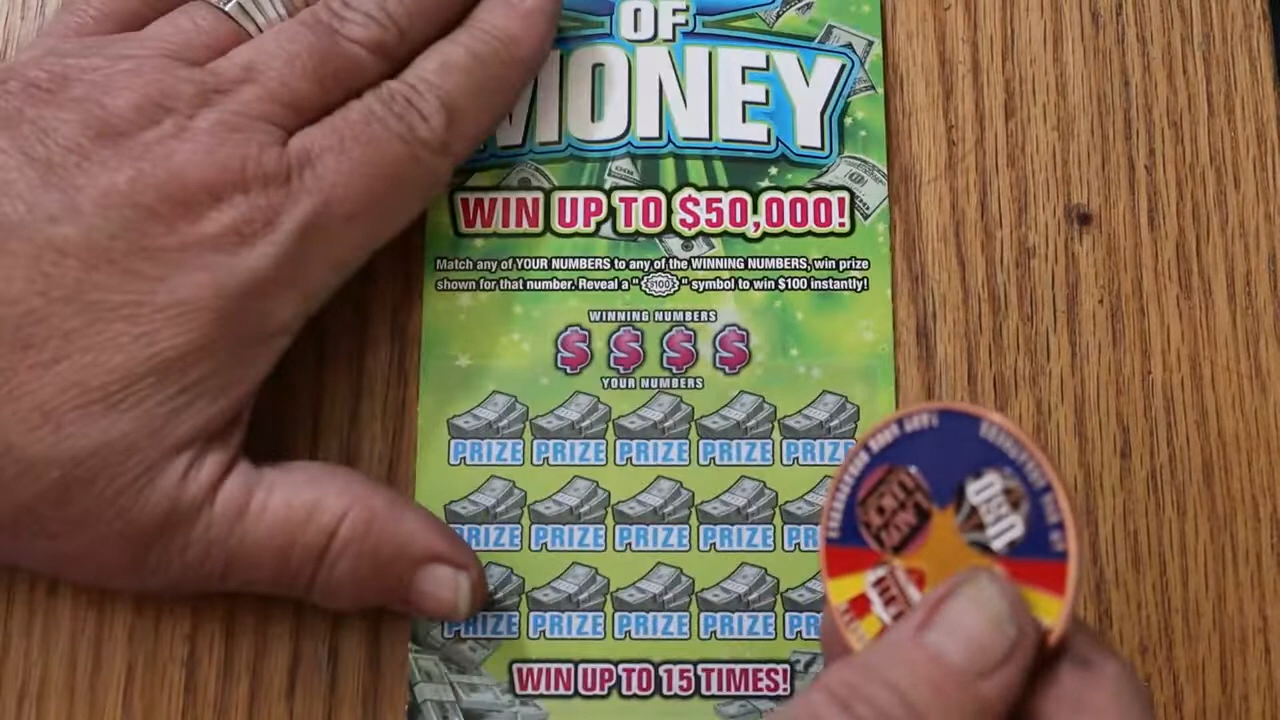 OF
MONEY
WIN UP TO $50,000!
Match any of YOUR NUMBERS to any of the WINNING NUMBERS, win prize
shown for that number. Reveal a " $100 " symbol to win $100 instantly!
WINNING NUMBERS
$ $ $ $
YOUR NUMBERS
PRIZE PRIZE PRIZE PRIZE PRIZE
PRIZE PRIZE PRIZE PRIZE PR
PRIZE PRIZE PRIZE PRIZE PR
WIN UP TO 15 TIMES!